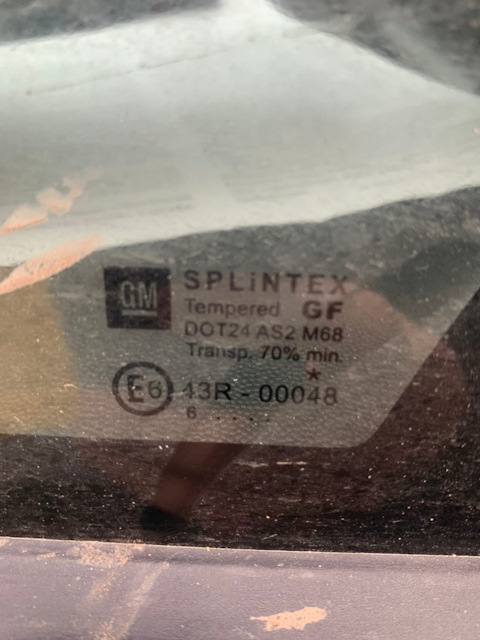 GM
SPLiNTEX
Tempered GF
DOT24 AS2 M68
Transp. 70% min.
*
E6 43R - 00048
6 . . . .